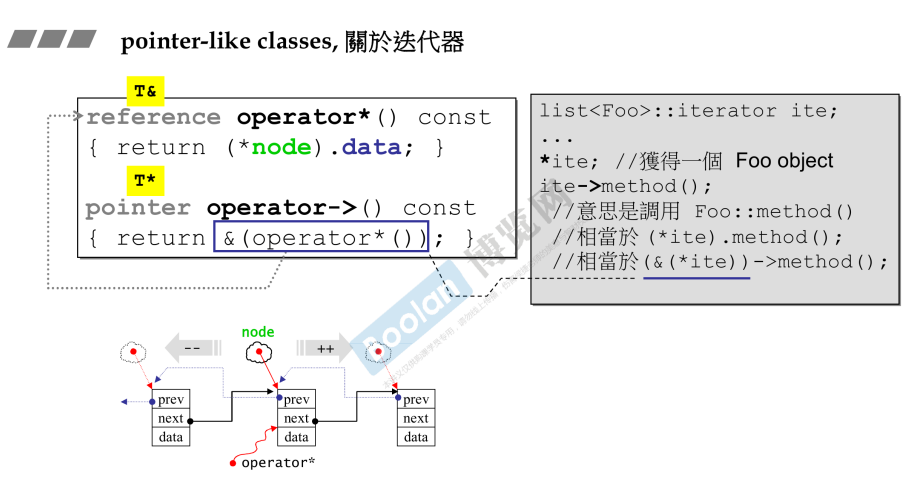 pointer-like classes, 關於迭代器
T&
reference operator*() const
{ return (*node).data; }
T*
pointer operator->() const
{ return &(operator*()); }
list<Foo>::iterator ite;
...
*ite; //獲得一個 Foo object
ite->method();
//意思是調用 Foo::method()
//相當於 (*ite).method();
//相當於(&(*ite))->method();
Boolan 博览网
node
--
++
prev
next
data
prev
next
data
prev
next
data
operator*